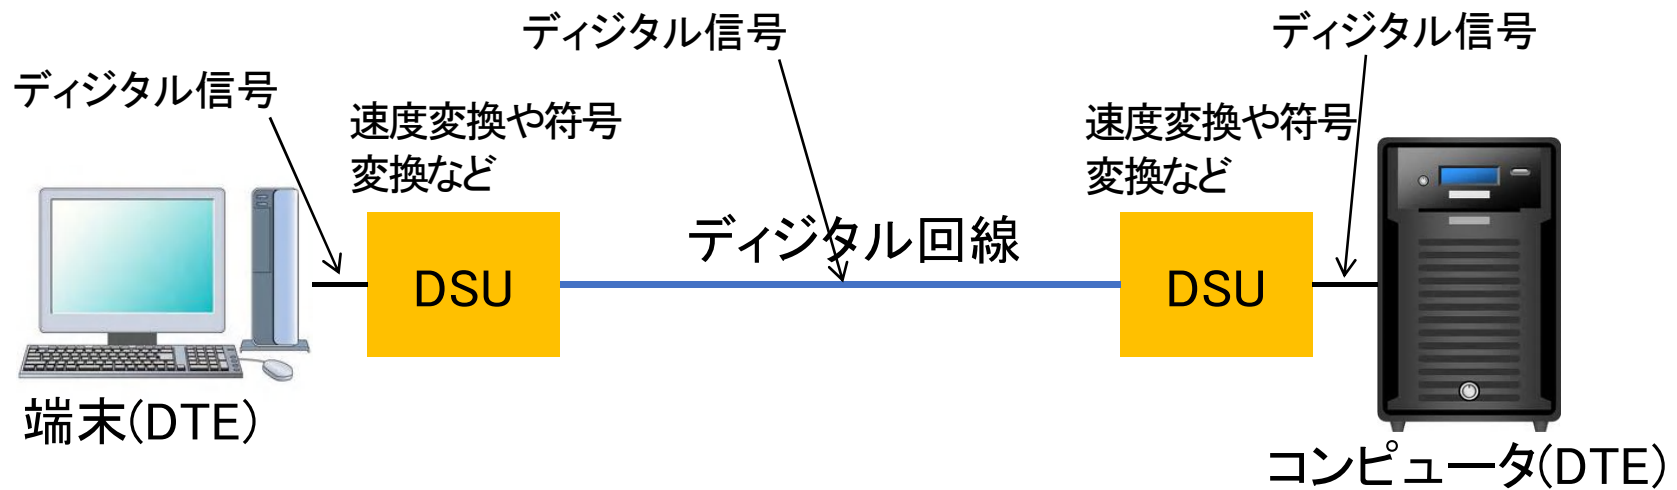 ディジタル信号
ディジタル信号
ディジタル信号
速度変換や符号
変換など
速度変換や符号
変換など
ディジタル回線
DSU
DSU
端末(DTE)
コンピュータ(DTE)